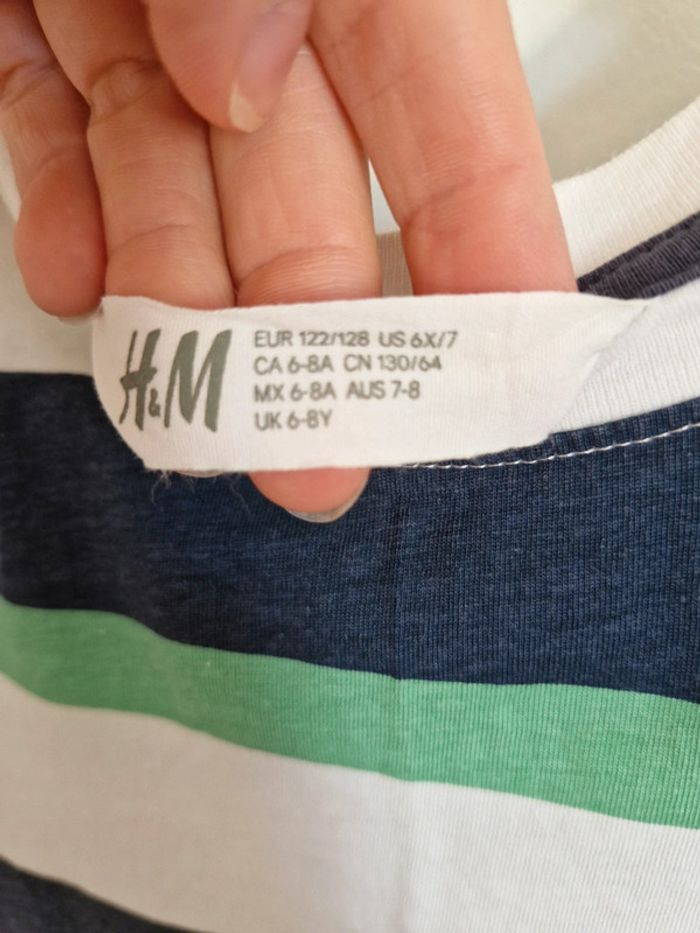 H&M
EUR 122/128 US 6X/7
CA 6-8A CN 130/64
MX 6-8A AUS 7-8
UK 6-8Y